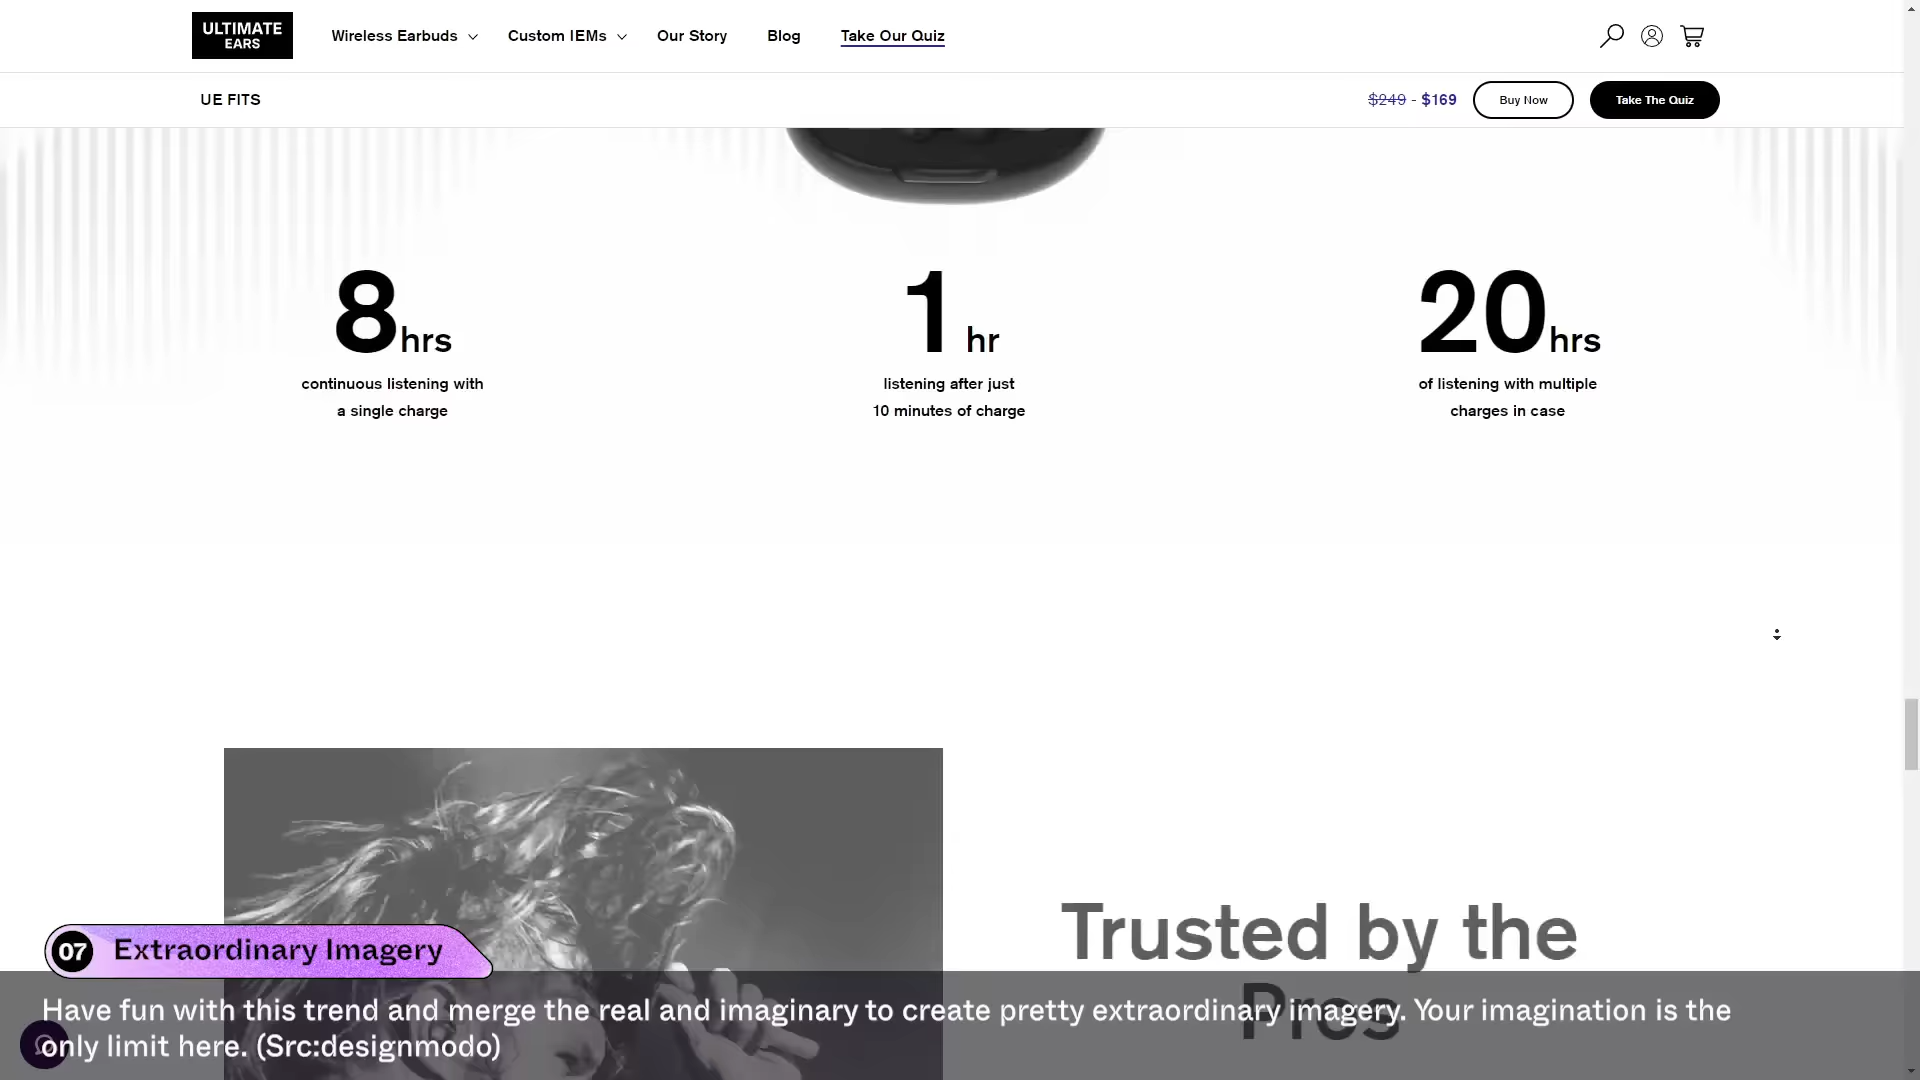 ULTIMATE
EARS
Wireless Earbuds
Custom IEMs
Our Story
Blog
Take Our Quiz
UE FITS
$249 - $169
Buy Now
Take The Quiz
8hrs
continuous listening with
a single charge
1 hr
listening after just
10 minutes of charge
20hrs
of listening with multiple
charges in case
Trusted by the
Pros
07 Extraordinary Imagery
Have fun with this trend and merge the real and imaginary to create pretty extraordinary imagery. Your imagination is the
only limit here. (Src:designmodo)